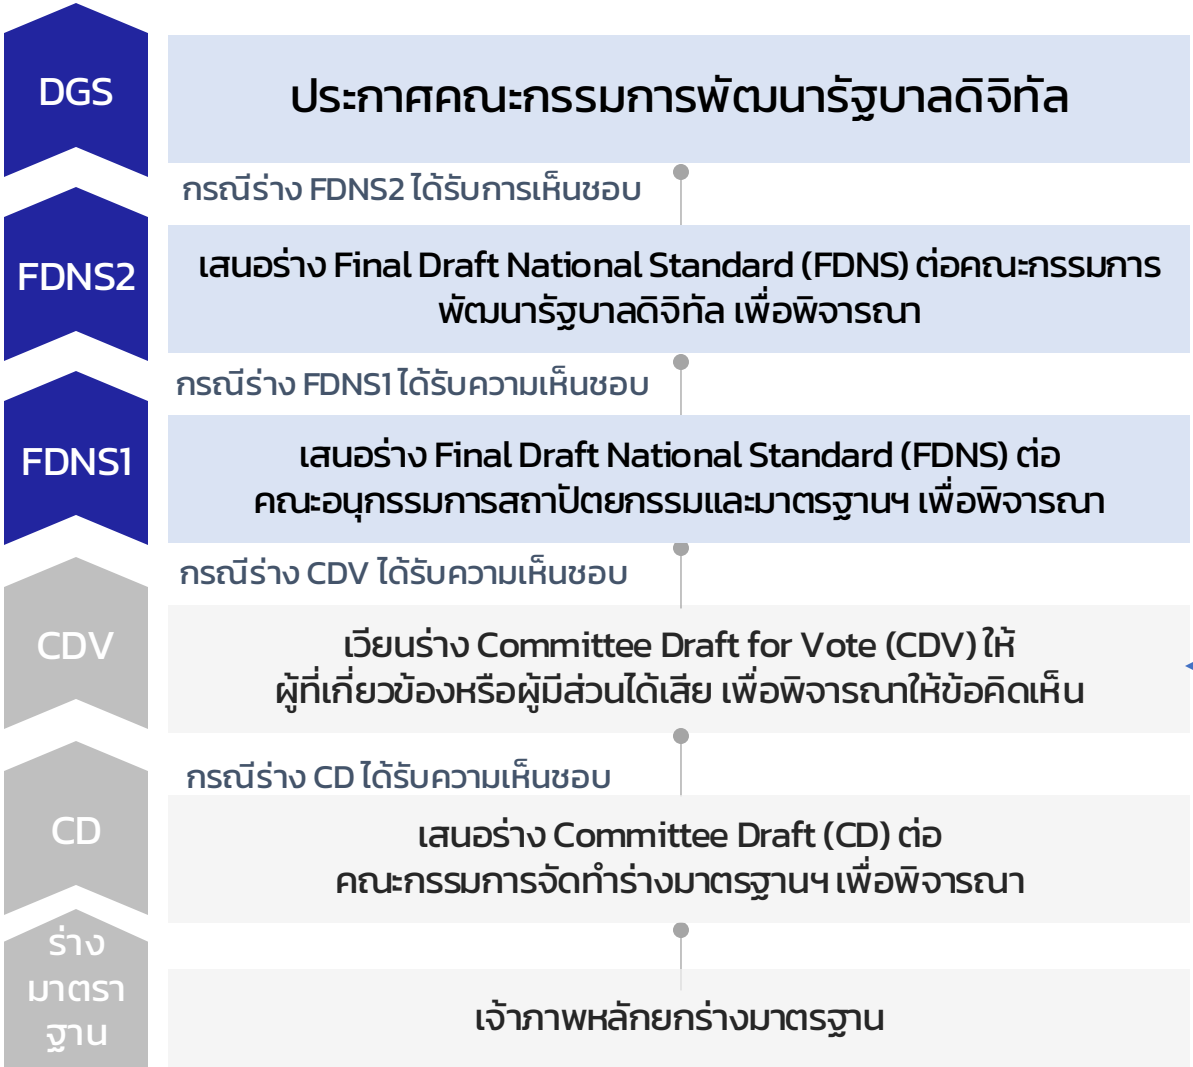 DGS
ประกาศคณะกรรมการพัฒนารัฐบาลดิจิทัล
กรณีร่าง FDNS2 ได้รับการเห็นชอบ
FDNS2
เสนอร่าง Final Draft National Standard (FDNS) ต่อคณะกรรมการ
พัฒนารัฐบาลดิจิทัล เพื่อพิจารณา
กรณีร่าง FDNS1 ได้รับความเห็นชอบ
FDNS1
เสนอร่าง Final Draft National Standard (FDNS) ต่อ
คณะอนุกรรมการสถาปัตยกรรมและมาตรฐานฯ เพื่อพิจารณา
กรณีร่าง CDV ได้รับความเห็นชอบ
CDV
เวียนร่าง Committee Draft for Vote (CDV) ให้
ผู้ที่เกี่ยวข้องหรือผู้มีส่วนได้เสีย เพื่อพิจารณาให้ข้อคิดเห็น
กรณีร่าง CD ได้รับความเห็นชอบ
CD
เสนอร่าง Committee Draft (CD) ต่อ
คณะกรรมการจัดทำร่างมาตรฐานฯ เพื่อพิจารณา
ร่าง
มาตรา
ฐาน
เจ้าภาพหลักยกร่างมาตรฐาน